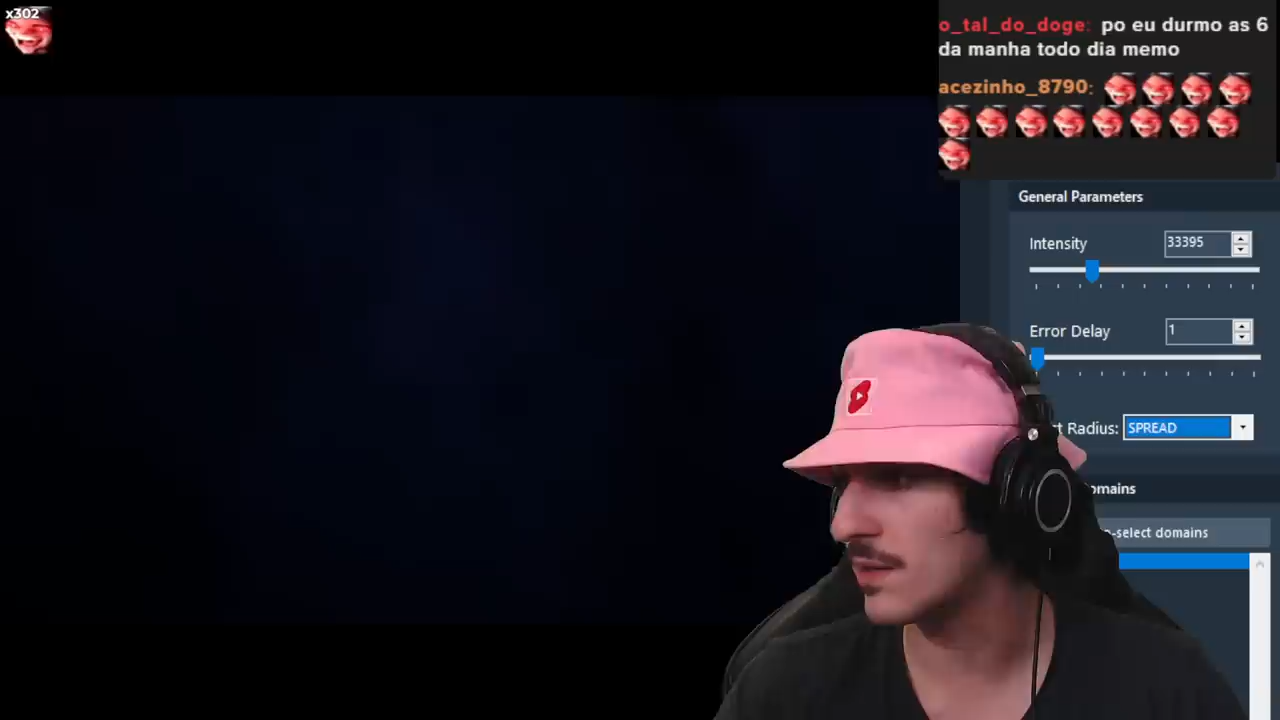 x302
o_tal_do_doge: po eu durmo as 6
da manha todo dia memo
acezinho_8790:
General Parameters
Intensity 33395
Error Delay 1
t Radius: SPREAD
omains
-select domains